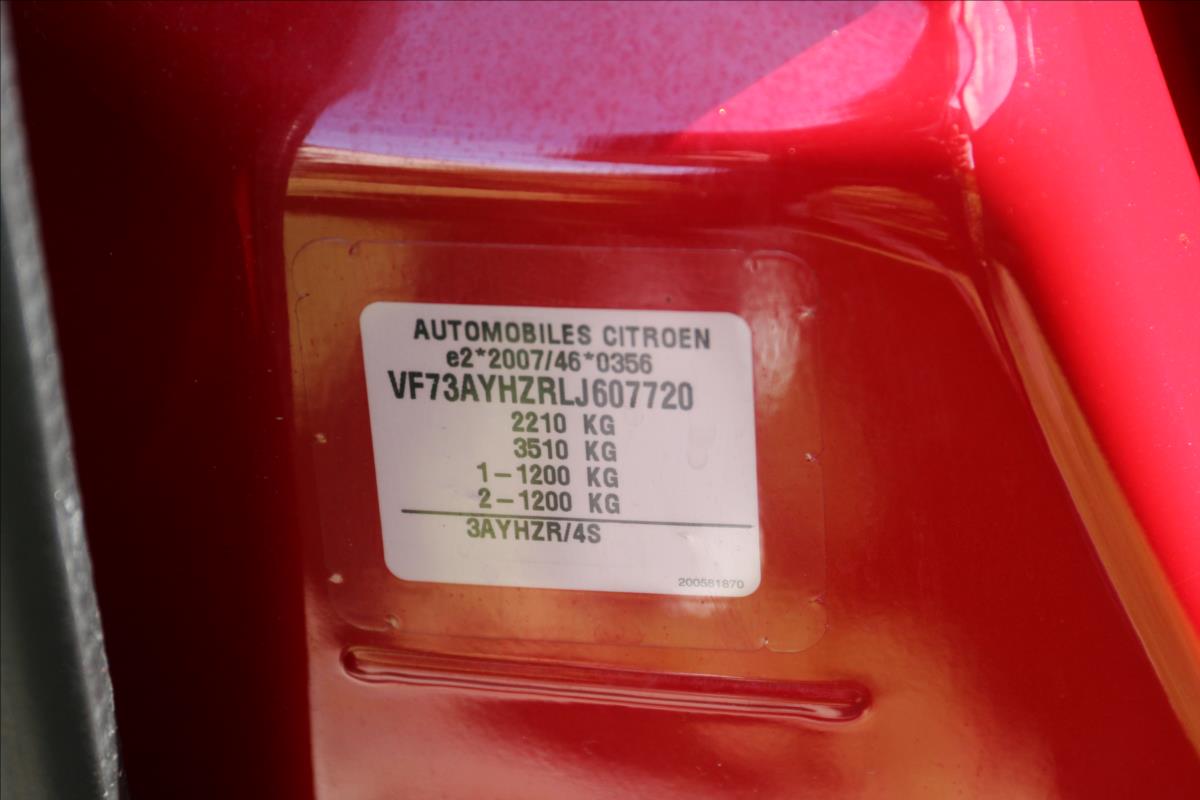 AUTOMOBILES CITROEN
e2*2007/46*0356
VF73AYHZRLJ607720
2210 KG
3510 KG
1-1200 KG
2-1200 KG
3AYHZR/4S
200581870